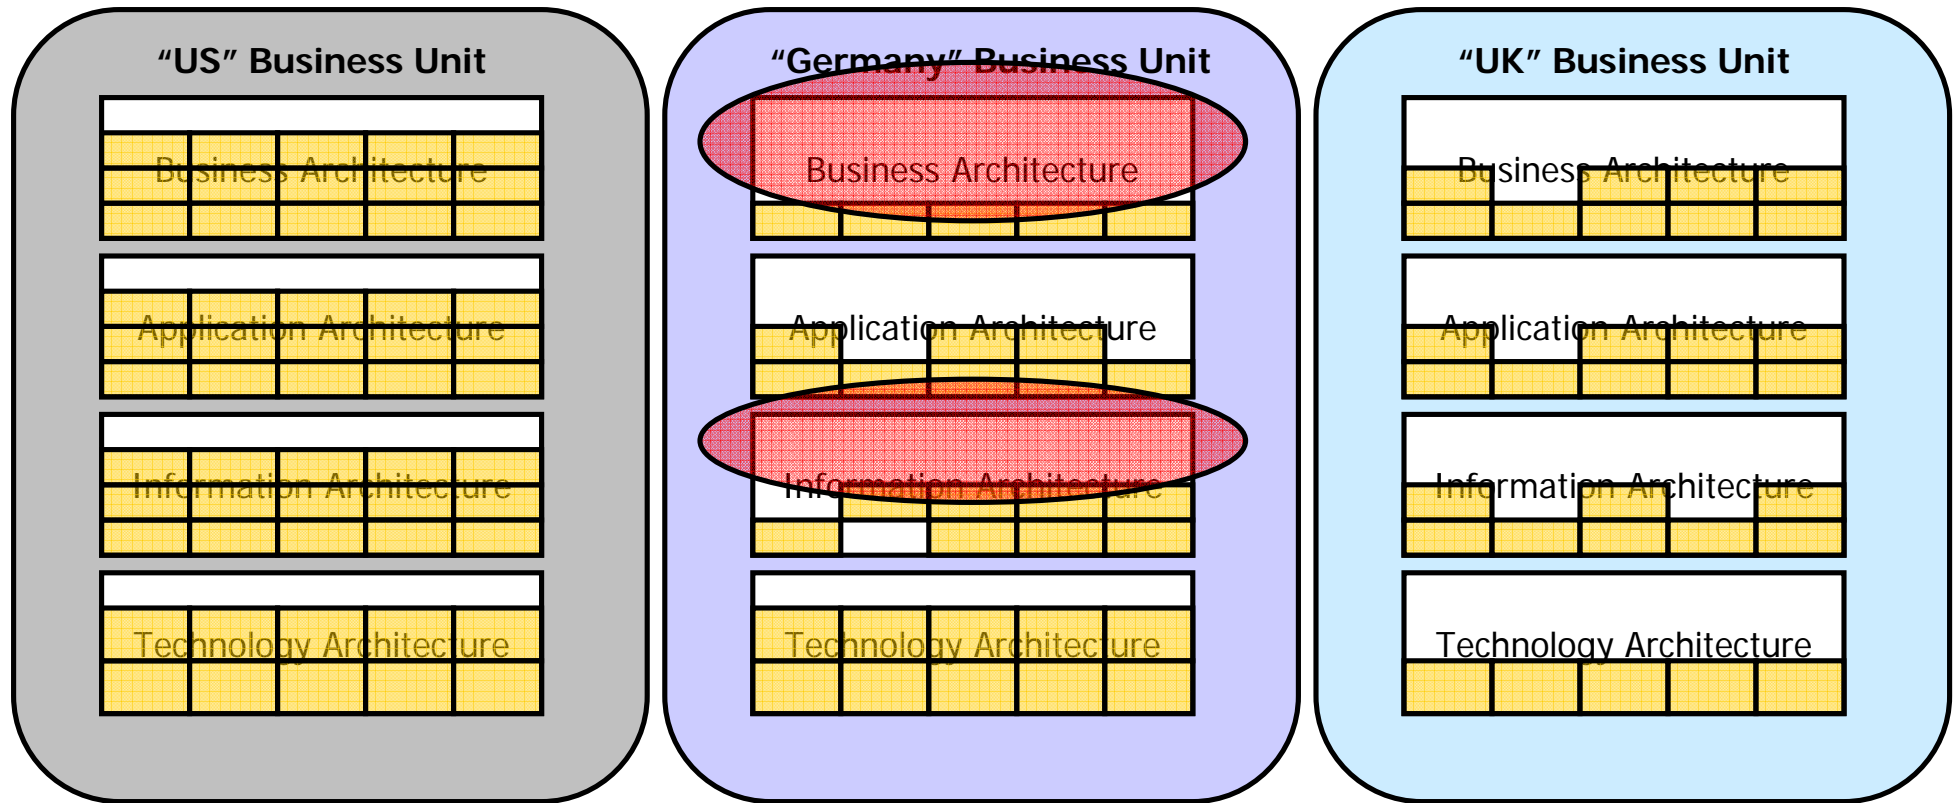 “US” Business Unit
Business Architecture
Application Architecture
Information Architecture
Technology Architecture
“Germany” Business Unit
Business Architecture
Application Architecture
Information Architecture
Technology Architecture
“UK” Business Unit
Business Architecture
Application Architecture
Information Architecture
Technology Architecture